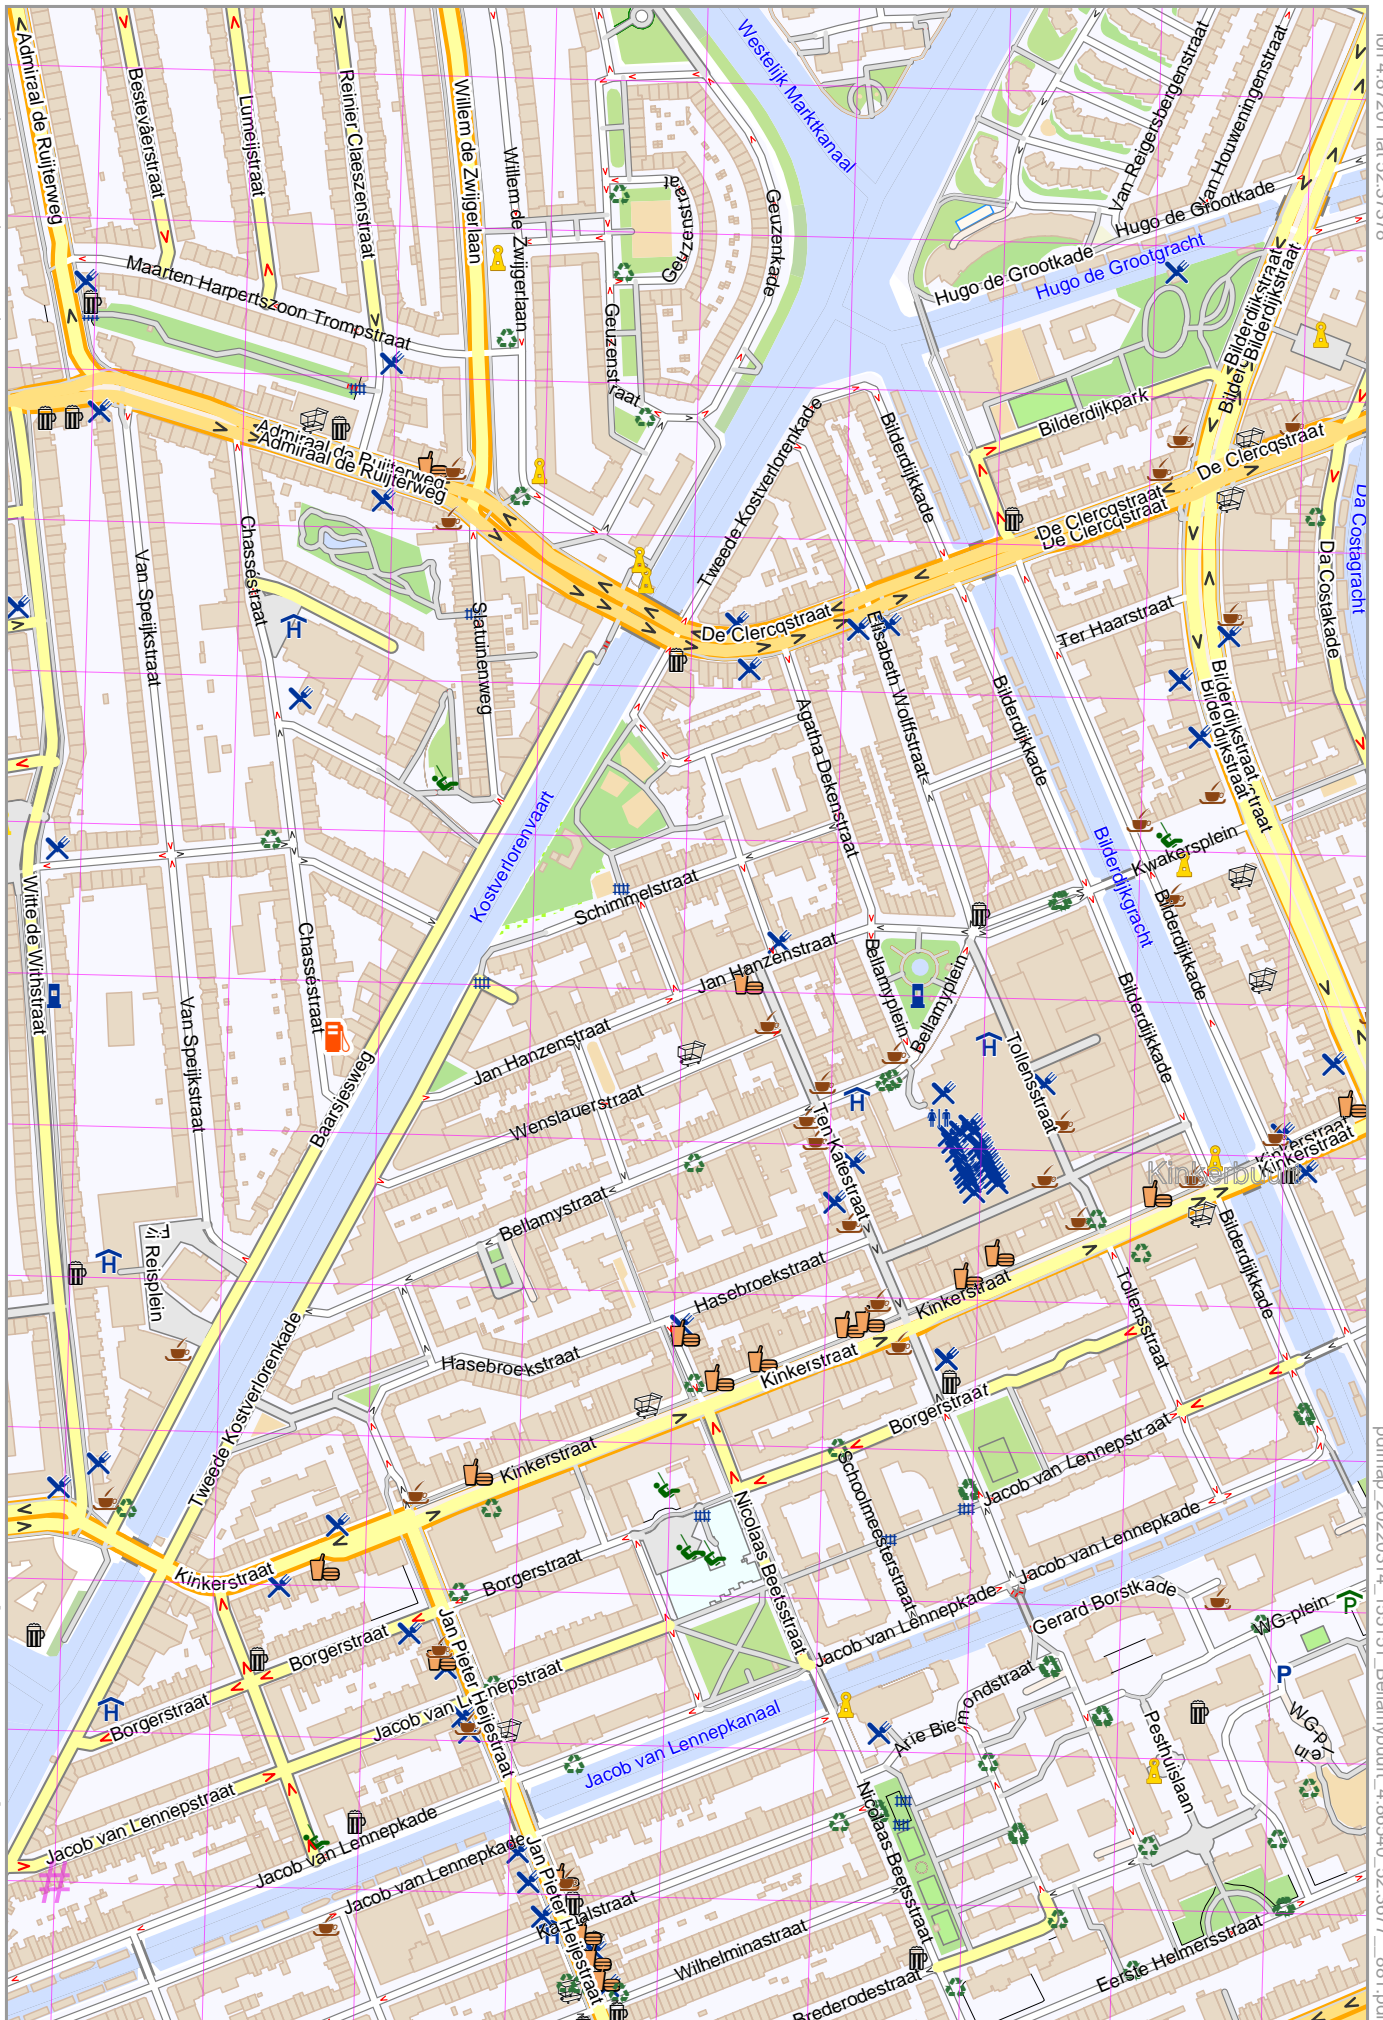 Admiraal de Ruijterweg
Bestevâerstraat
Lumeijstraat
Reinier Claeszenstraat
Willem de Zwijgerlaan
Willem de Zwijgerlaan
Geuzenstraat
Geuzenkade
Westelijk Marktkanaal
Van Reigersbergenstraat
Van Houweningenstraat
Hugo de Grootkade
Hugo de Grootkade
Hugo de Grootgracht
Maarten Harpertszoon Trompstraat
Geuzenstraat
Bilderdijkstraat
Bilderdijkstraat
Bilderdijkpark
Bilderdijkkade
Tweede Kostverlorenkade
Admiraal de Ruijterweg
Admiraal de Ruijterweg
De Clercqstraat
De Clercqstraat
De Clercqstraat
Da Costagracht
Da Costakade
Chasséstraat
Van Speijkstraat
Slatuinenweg
De Clercqstraat
Elisabeth Wolffstraat
Ter Haarstraat
Agatha Dekenstraat
Bilderdijkkade
Bilderdijkstraat
Bilderdijkstraat
Kostverlorenvaart
Bilderdijkgracht
Kwakersplein
Schimmelstraat
Witte de Withstraat
Chasséstraat
Van Speijkstraat
Jan Hanzenstraat
Bellamyplein
Bellamyplein
Bilderdijkkade
Bilderdijkkade
Baarsjesweg
Jan Hanzenstraat
Wenslauerstraat
Ten Katestraat
Tollensstraat
Kinkerstraat
Kinkerstraat
Kinkerbuurt
Bellamystraat
Reisplein
Bilderdijkkade
Hasebroekstraat
Kinkerstraat
Tollensstraat
Tweede Kostverlorenkade
Hasebroekstraat
Kinkerstraat
Borgerstraat
Kinkerstraat
Jacob van Lennepstraat
Schoolmeesterstraat
Nicolaas Beetsstraat
Jacob van Lennepkade
Kinkerstraat
Borgerstraat
Jacob van Lennepkade
Gerard Borstkade
WG-plein
Borgerstraat
Jan Pieter Heijestraat
Borgerstraat
Jacob van Lennepstraat
Arie Biemondstraat
Pesthuislaan
WG-plein
Jacob van Lennepkanaal
Jacob van Lennepstraat
Jacob van Lennepkade
Jacob van Lennepkade
Jan Pieter Heijestraat
Nicolaas Beetsstraat
Wilhelminastraat
Eerste Helmersstraat
Brederodestraat
P
P
#